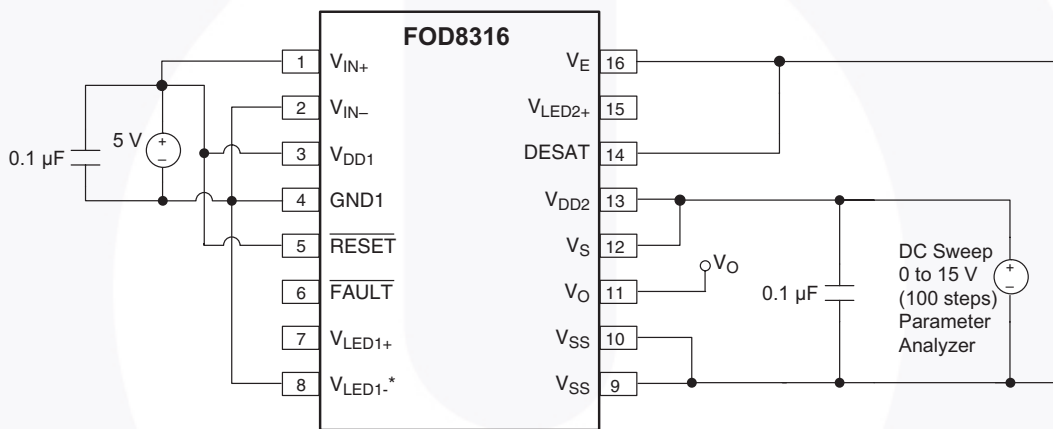 FOD8316
1 V_IN+
2 V_IN–
3 V_DD1
4 GND1
5 R̅E̅S̅E̅T̅
6 F̅A̅U̅L̅T̅
7 V_LED1+
8 V_LED1-*
V_E 16
V_LED2+ 15
DESAT 14
V_DD2 13
V_S 12
V_O 11
V_SS 10
V_SS 9
0.1 µF
5 V
+
–
V_O
0.1 µF
DC Sweep
0 to 15 V
(100 steps)
Parameter
Analyzer
+
–